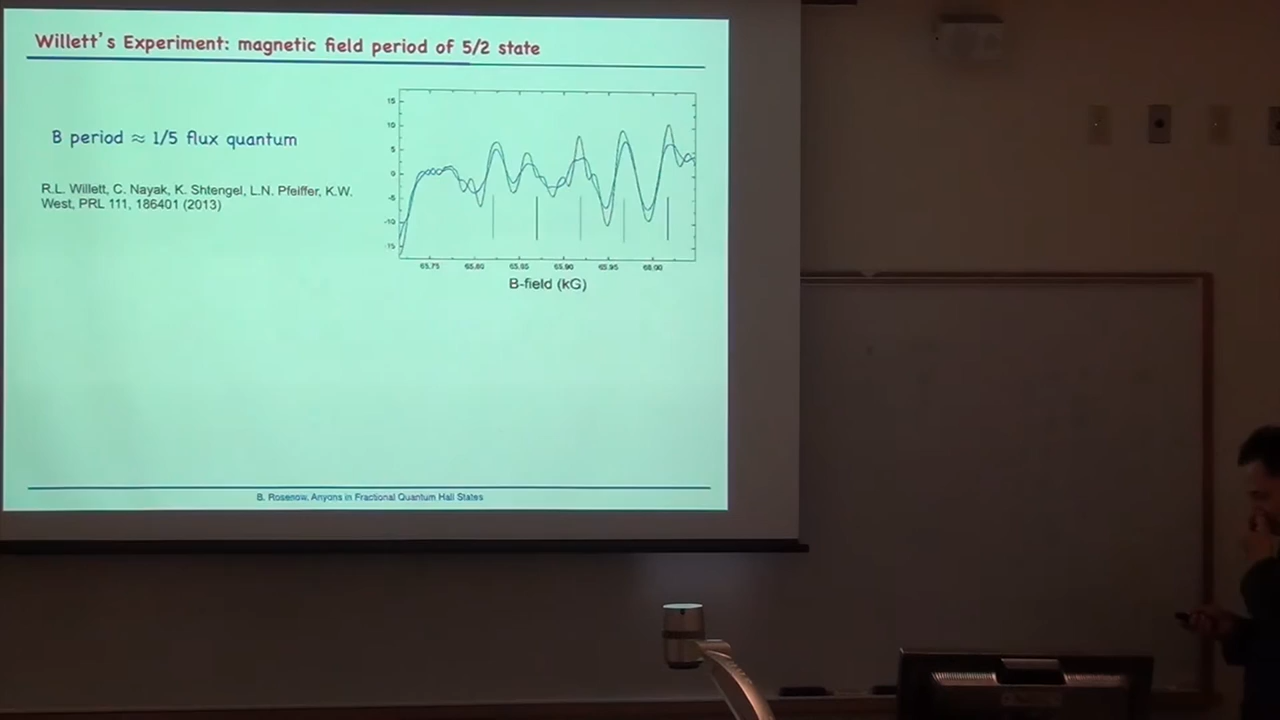 Willett's Experiment: magnetic field period of 5/2 state
B period ≈ 1/5 flux quantum
R.L. Willett, C. Nayak, K. Shtengel, L.N. Pfeiffer, K.W.
West, PRL 111, 186401 (2013)
15
10
5
0
-5
-10
-15
65.75 65.80 65.85 65.90 65.95 66.00
B-field (kG)
B. Rosenow, Anyons in Fractional Quantum Hall States